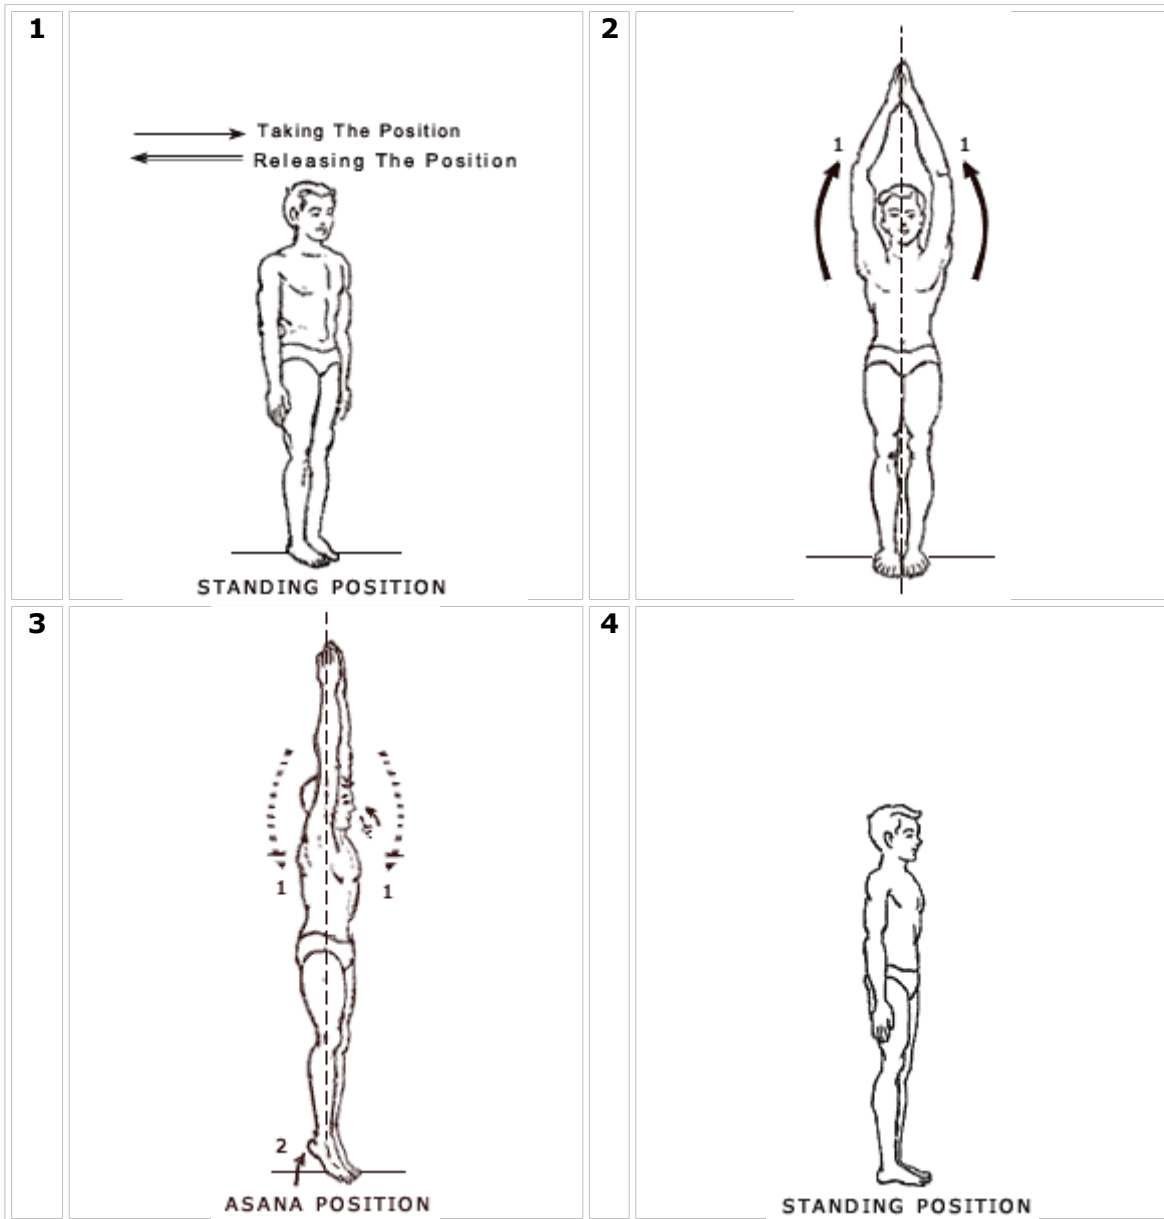 1
Taking The Position
Releasing The Position
STANDING POSITION
2
1 1
3
1 1
2
ASANA POSITION
4
STANDING POSITION